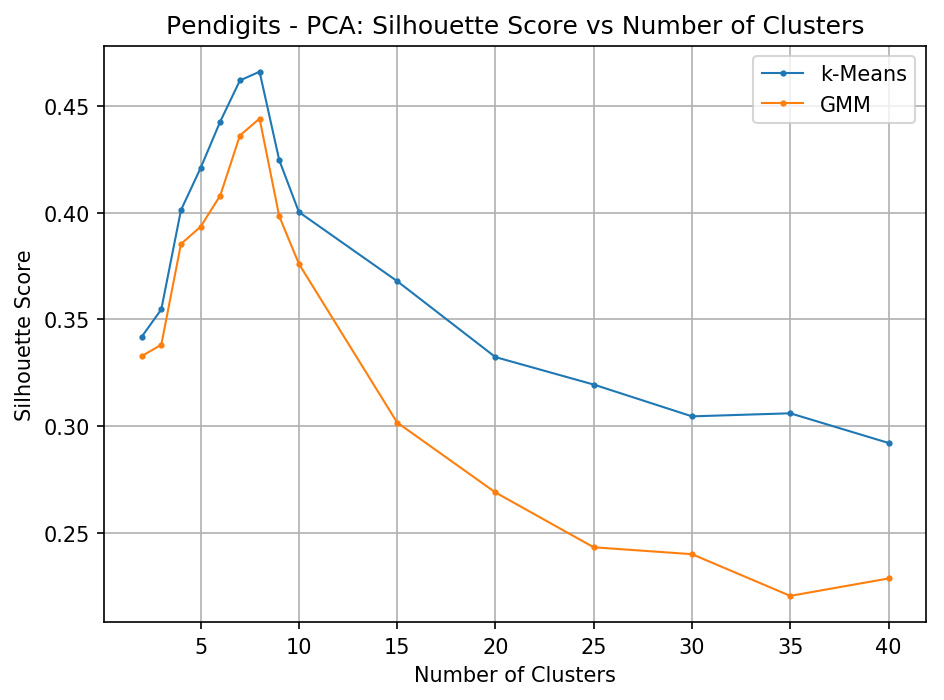 Pendigits - PCA: Silhouette Score vs Number of Clusters
k-Means
GMM
Silhouette Score
0.45
0.40
0.35
0.30
0.25
5 10 15 20 25 30 35 40
Number of Clusters